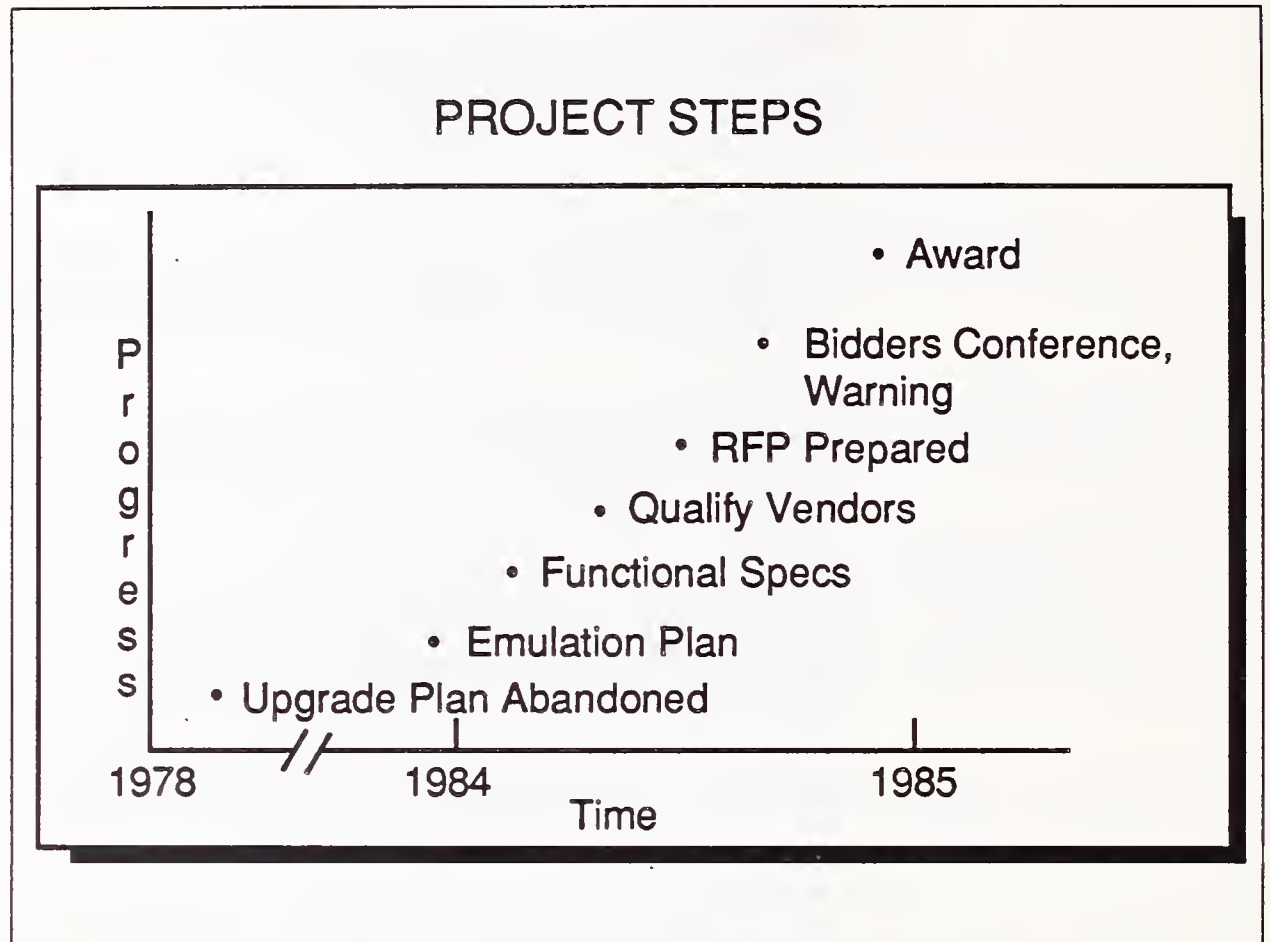 PROJECT STEPS
Progress
• Award
• Bidders Conference,
Warning
• RFP Prepared
• Qualify Vendors
• Functional Specs
• Emulation Plan
• Upgrade Plan Abandoned
1978
1984
1985
Time